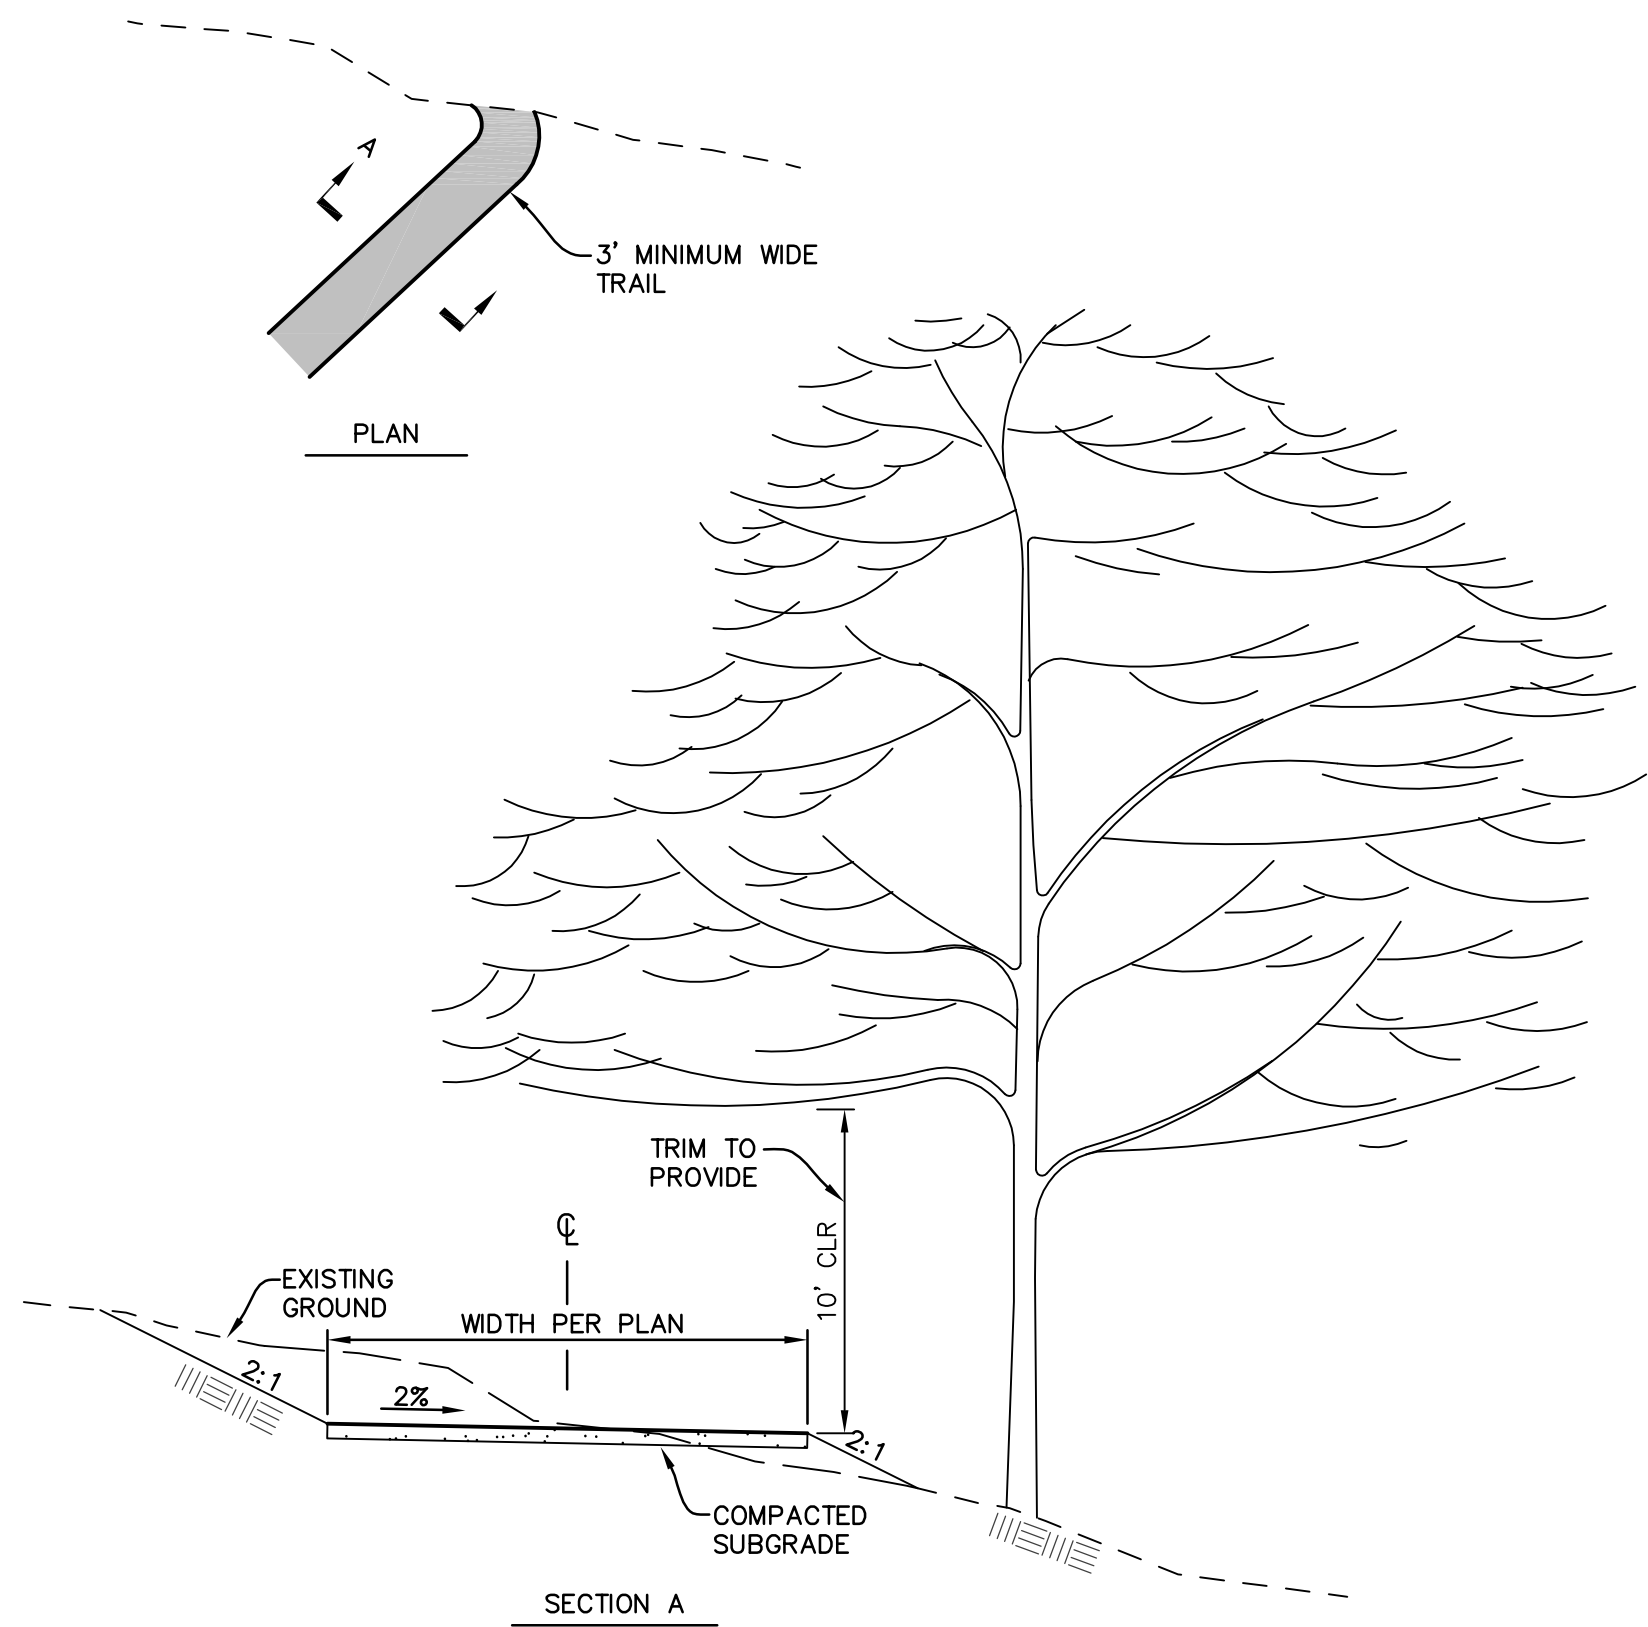 A
3' MINIMUM WIDE
TRAIL
PLAN
TRIM TO
PROVIDE
10' CLR
℄
EXISTING
GROUND
WIDTH PER PLAN
2:1
2%
2:1
COMPACTED
SUBGRADE
SECTION A